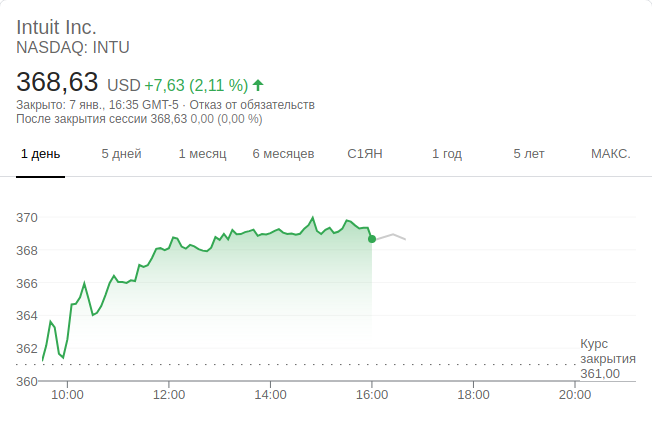 Intuit Inc.
NASDAQ: INTU
368,63 USD +7,63 (2,11 %)
Закрыто: 7 янв., 16:35 GMT-5 · Отказ от обязательств
После закрытия сессии 368,63 0,00 (0,00 %)
1 день 5 дней 1 месяц 6 месяцев С1ЯН 1 год 5 лет МАКС.
370
368
366
364
362
360
Курс
закрытия
361,00
10:00 12:00 14:00 16:00 18:00 20:00